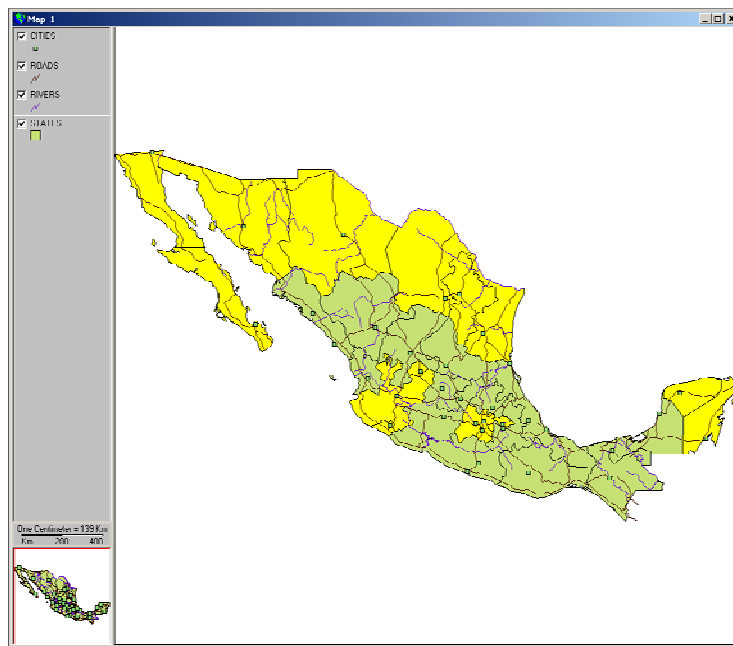 Map 1
CITIES
ROADS
RIVERS
STATES
One Centimeter = 139 Km
Km 200 400